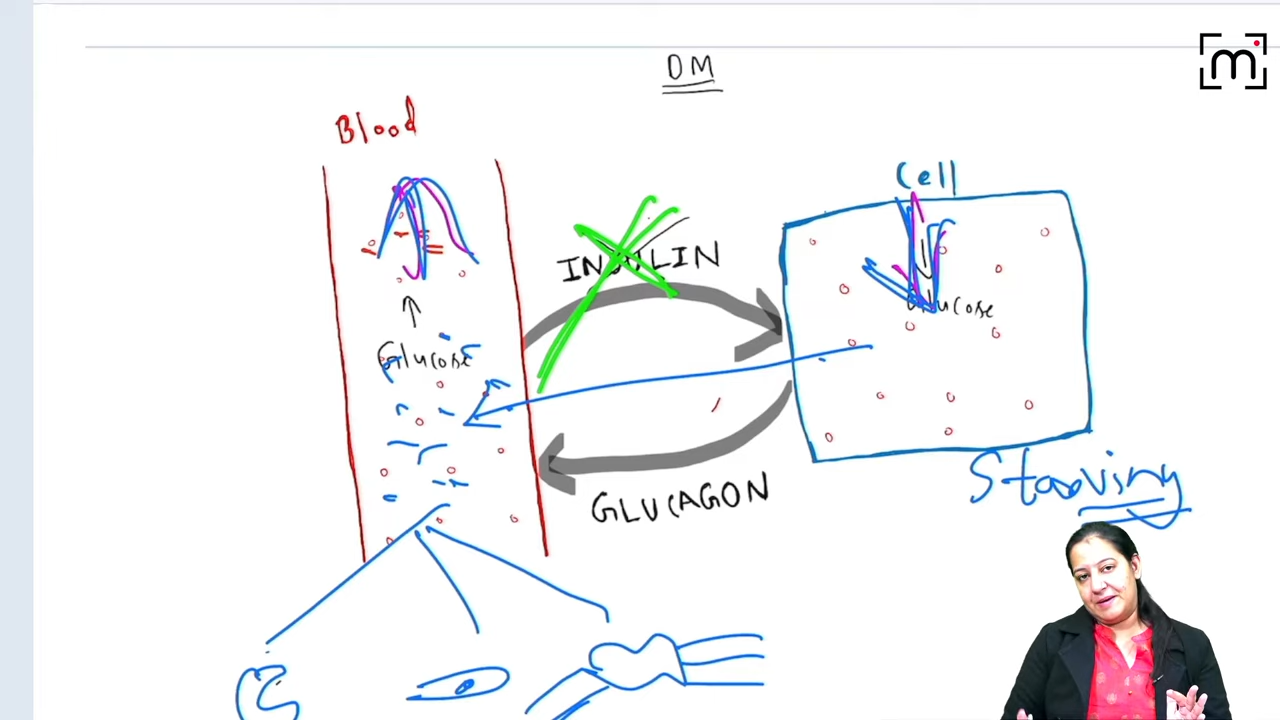 DM
Blood
Cell
INSULIN
Glucose
Glucose
GLUCAGON
Starving
m